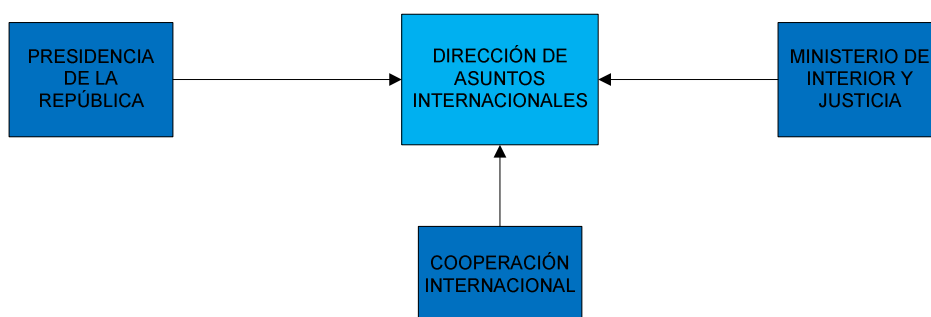 PRESIDENCIA
DE LA
REPÚBLICA
DIRECCIÓN DE
ASUNTOS
INTERNACIONALES
MINISTERIO DE
INTERIOR Y
JUSTICIA
COOPERACIÓN
INTERNACIONAL